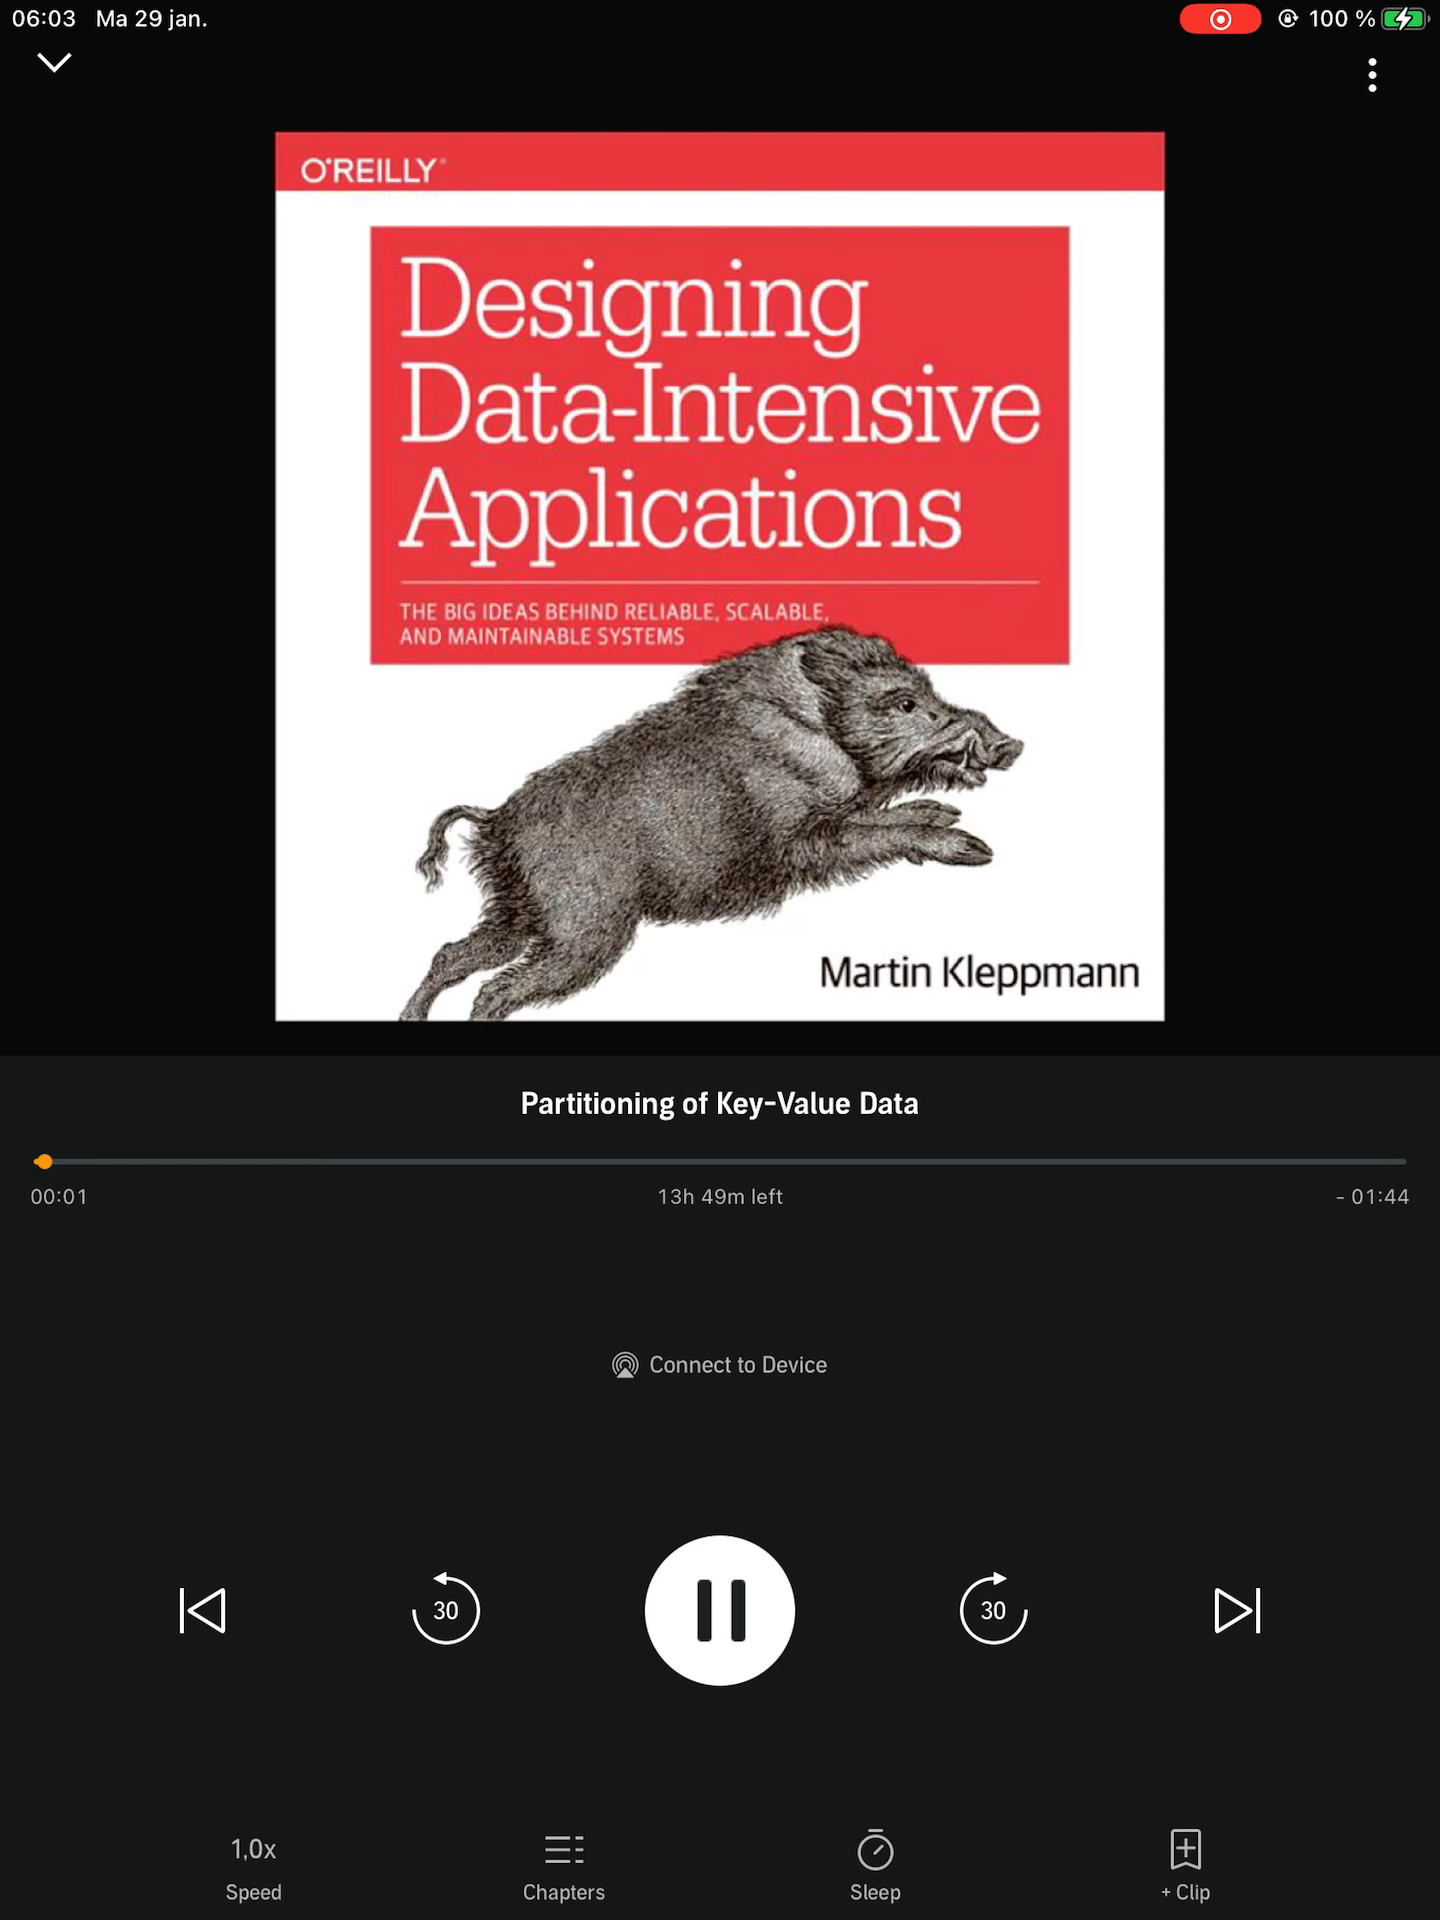 06:03 Ma 29 jan. 100 %
O'REILLY®
Designing
Data-Intensive
Applications
THE BIG IDEAS BEHIND RELIABLE, SCALABLE,
AND MAINTAINABLE SYSTEMS
Martin Kleppmann
Partitioning of Key-Value Data
00:01 13h 49m left - 01:44
Connect to Device
30 30
1,0x
Speed Chapters Sleep + Clip